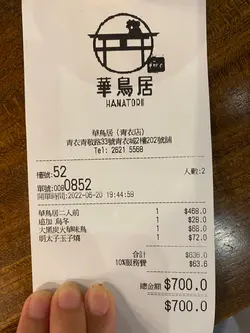 華鳥居
HANATORII
華鳥居 (青衣店)
青衣青敬路33號青衣城2樓202號舖
Tel: 2821 5568
檯號:52
人數:2
單號:0080852
開單時間:2022-06-20 19:44:59
華鳥居二人前 1 $468.0
追加 烏冬 1 $28.0
大黑炭火串燒鳥 1 $68.0
明太子玉子燒 1 $72.0
合計 $636.0
10%服務費 $63.6
總金額 $700.0
$700.0